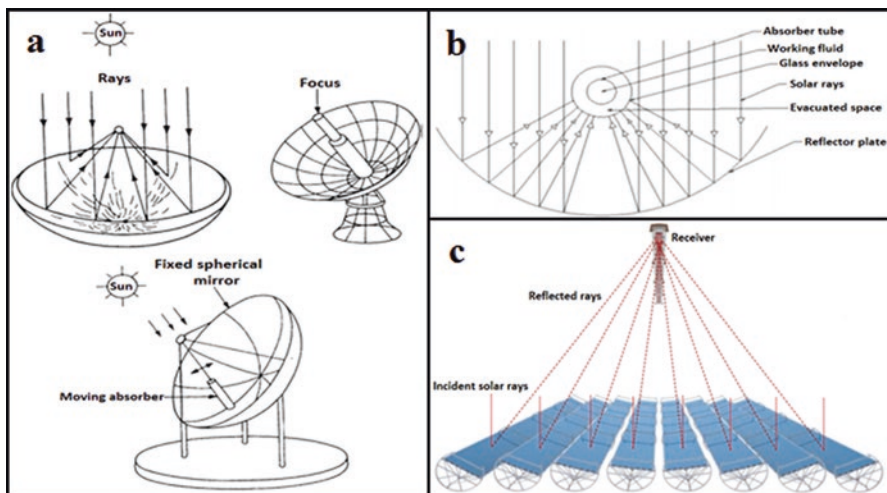 a
Sun
Rays
Focus
Sun
Fixed spherical
mirror
Moving absorber
b
Absorber tube
Working fluid
Glass envelope
Solar rays
Evacuated space
Reflector plate
c
Receiver
Reflected rays
Incident solar rays